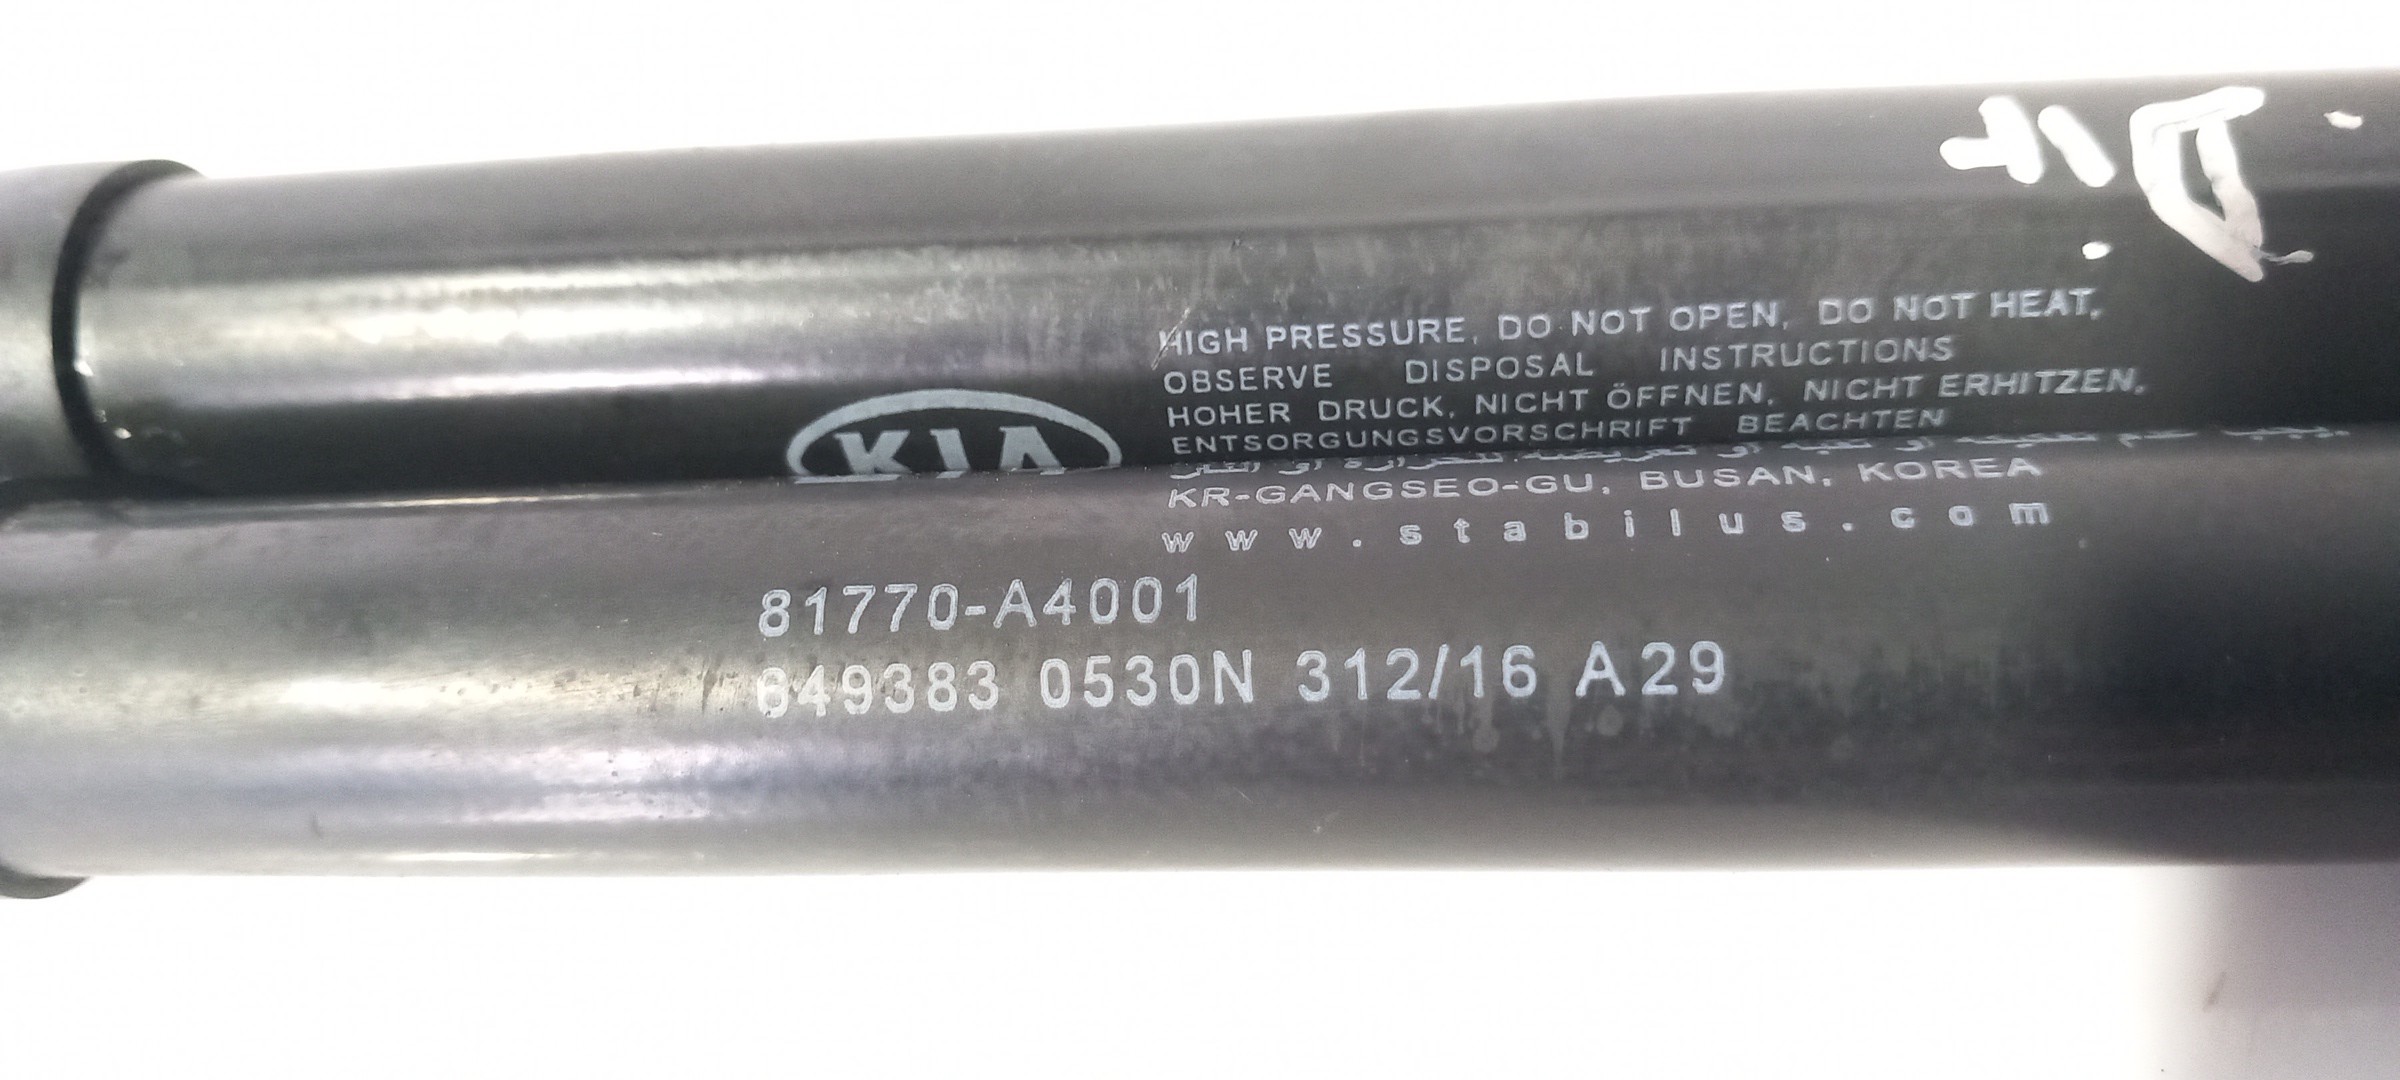 KIA
HIGH PRESSURE, DO NOT OPEN, DO NOT HEAT,
OBSERVE DISPOSAL INSTRUCTIONS
HOHER DRUCK, NICHT ÖFFNEN, NICHT ERHITZEN,
ENTSORGUNGSVORSCHRIFT BEACHTEN
KR-GANGSEO-GU, BUSAN, KOREA
www.stabilus.com
81770-A4001
649383 0530N 312/16 A29